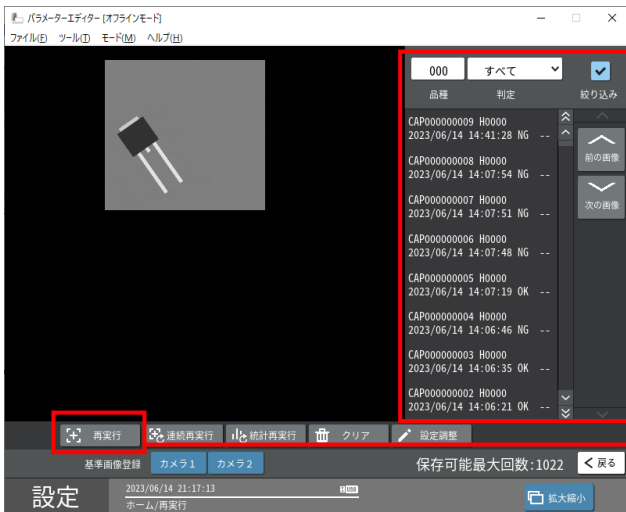 パラメーターエディター [オフラインモード]
ファイル(F) ツール(T) モード(M) ヘルプ(H)
000 すべて
品種 判定 絞り込み
CAP000000009 H0000
2023/06/14 14:41:28 NG --
前の画像
CAP000000008 H0000
2023/06/14 14:07:54 NG --
CAP000000007 H0000
2023/06/14 14:07:51 NG --
次の画像
CAP000000006 H0000
2023/06/14 14:07:48 NG --
CAP000000005 H0000
2023/06/14 14:07:19 OK --
CAP000000004 H0000
2023/06/14 14:06:46 NG --
CAP000000003 H0000
2023/06/14 14:06:35 OK --
CAP000000002 H0000
2023/06/14 14:06:21 OK --
再実行 連続再実行 統計再実行 クリア 設定調整
基準画像登録 カメラ1 カメラ2 保存可能最大回数:1022 戻る
設定 2023/06/14 21:17:13
ホーム/再実行 拡大縮小